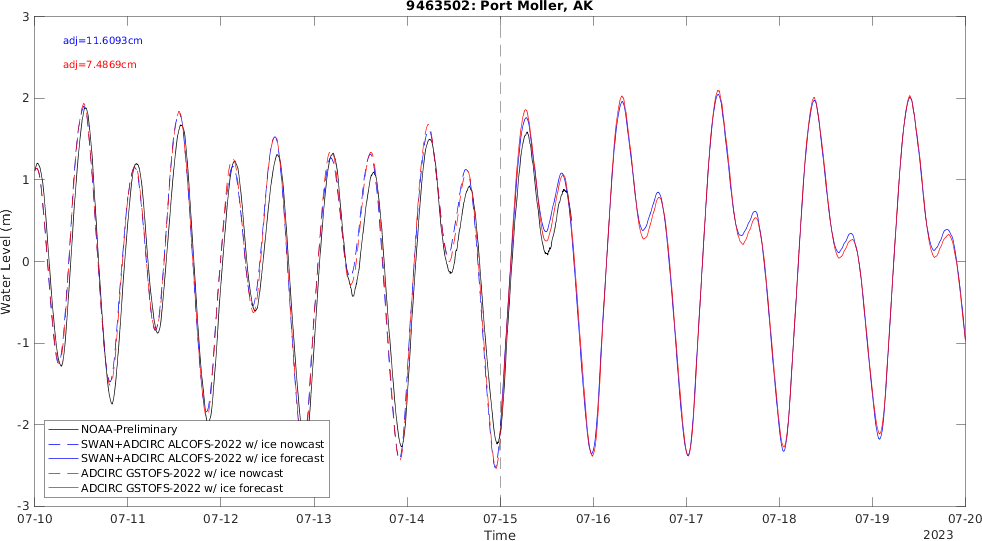 9463502: Port Moller, AK
adj=11.6093cm
adj=7.4869cm
Water Level (m)
3
2
1
0
-1
-2
-3
NOAA-Preliminary
SWAN+ADCIRC ALCOFS-2022 w/ ice nowcast
SWAN+ADCIRC ALCOFS-2022 w/ ice forecast
ADCIRC GSTOFS-2022 w/ ice nowcast
ADCIRC GSTOFS-2022 w/ ice forecast
07-10 07-11 07-12 07-13 07-14 07-15 07-16 07-17 07-18 07-19 07-20
Time
2023